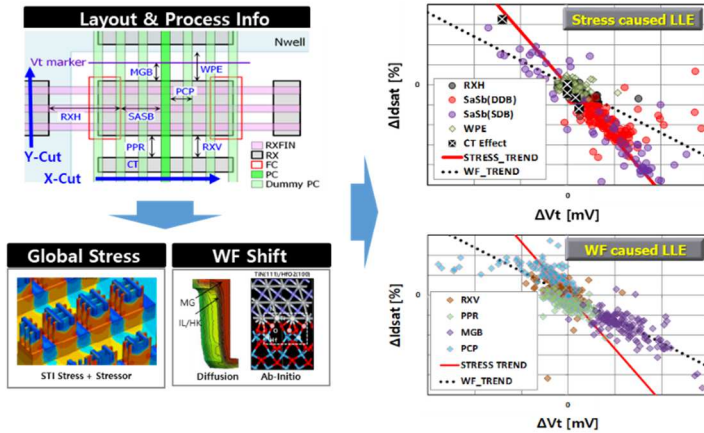 Layout & Process Info
Nwell
Vt marker
MGB
WPE
PCP
RXH
SASB
PPR
RXV
CT
Y-Cut
X-Cut
RXFIN
RX
FC
PC
Dummy PC
Global Stress
STI Stress + Stressor
WF Shift
MG
IL/HK
Diffusion
TiN(111)/HfO2(100)
Ab-Initio
Stress caused LLE
ΔIdsat [%]
0
RXH
SaSb(DDB)
SaSb(SDB)
WPE
CT Effect
STRESS_TREND
WF_TREND
0
ΔVt [mV]
WF caused LLE
ΔIdsat [%]
0
RXV
PPR
MGB
PCP
STRESS TREND
WF_TREND
0
ΔVt [mV]